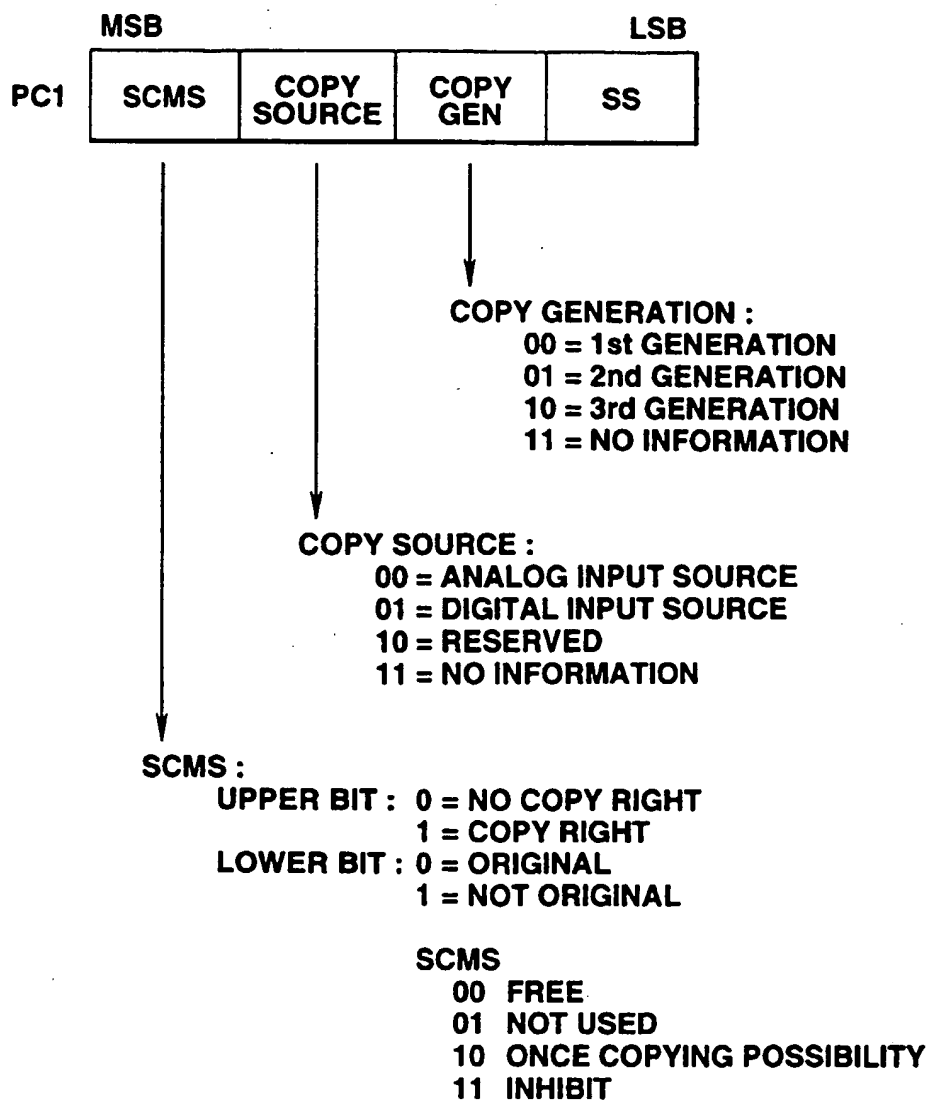 MSB LSB
PC1 SCMS COPY SOURCE COPY GEN SS
COPY GENERATION :
00 = 1st GENERATION
01 = 2nd GENERATION
10 = 3rd GENERATION
11 = NO INFORMATION
COPY SOURCE :
00 = ANALOG INPUT SOURCE
01 = DIGITAL INPUT SOURCE
10 = RESERVED
11 = NO INFORMATION
SCMS :
UPPER BIT : 0 = NO COPY RIGHT
1 = COPY RIGHT
LOWER BIT : 0 = ORIGINAL
1 = NOT ORIGINAL
SCMS
00 FREE
01 NOT USED
10 ONCE COPYING POSSIBILITY
11 INHIBIT